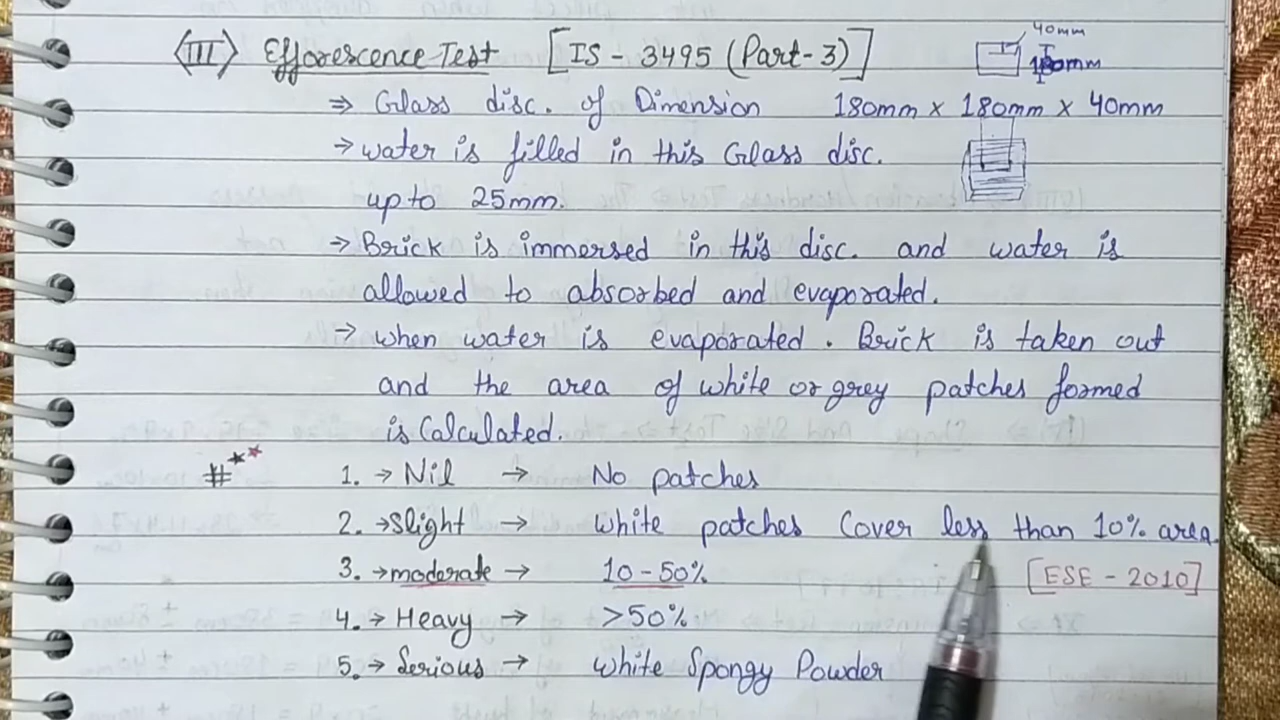 <III> Efflorescence Test [IS - 3495 (Part-3)]
40mm
⇒ Glass disc. of Dimension 180mm × 180mm × 40mm
→ water is filled in this Glass disc.
up to 25mm.
→ Brick is immersed in this disc. and water is
allowed to absorbed and evaporated.
→ when water is evaporated. Brick is taken out
and the area of white or grey patches formed
is Calculated.
# ** 1. → Nil → No patches
2. → Slight → White patches Cover less than 10% area.
3. → moderate → 10 - 50% [ESE - 2010]
4. → Heavy → >50%
5. → Serious → white Spongy Powder